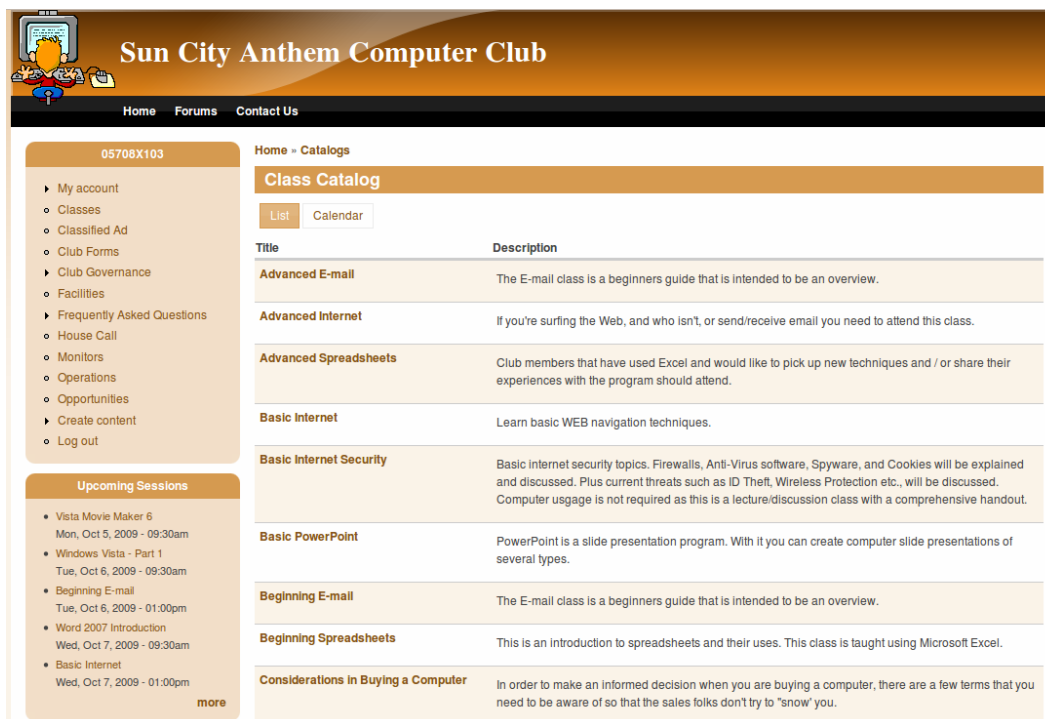 Sun City Anthem Computer Club
Home Forums Contact Us
05708X103
My account
Classes
Classified Ad
Club Forms
Club Governance
Facilities
Frequently Asked Questions
House Call
Monitors
Operations
Opportunities
Create content
Log out
Upcoming Sessions
Vista Movie Maker 6
Mon, Oct 5, 2009 - 09:30am
Windows Vista - Part 1
Tue, Oct 6, 2009 - 09:30am
Beginning E-mail
Tue, Oct 6, 2009 - 01:00pm
Word 2007 Introduction
Wed, Oct 7, 2009 - 09:30am
Basic Internet
Wed, Oct 7, 2009 - 01:00pm
more
Home » Catalogs
Class Catalog
List Calendar
Title Description
Advanced E-mail
The E-mail class is a beginners guide that is intended to be an overview.
Advanced Internet
If you're surfing the Web, and who isn't, or send/receive email you need to attend this class.
Advanced Spreadsheets
Club members that have used Excel and would like to pick up new techniques and / or share their
experiences with the program should attend.
Basic Internet
Learn basic WEB navigation techniques.
Basic Internet Security
Basic internet security topics. Firewalls, Anti-Virus software, Spyware, and Cookies will be explained
and discussed. Plus current threats such as ID Theft, Wireless Protection etc., will be discussed.
Computer usgage is not required as this is a lecture/discussion class with a comprehensive handout.
Basic PowerPoint
PowerPoint is a slide presentation program. With it you can create computer slide presentations of
several types.
Beginning E-mail
The E-mail class is a beginners guide that is intended to be an overview.
Beginning Spreadsheets
This is an introduction to spreadsheets and their uses. This class is taught using Microsoft Excel.
Considerations in Buying a Computer
In order to make an informed decision when you are buying a computer, there are a few terms that you
need to be aware of so that the sales folks don't try to "snow' you.